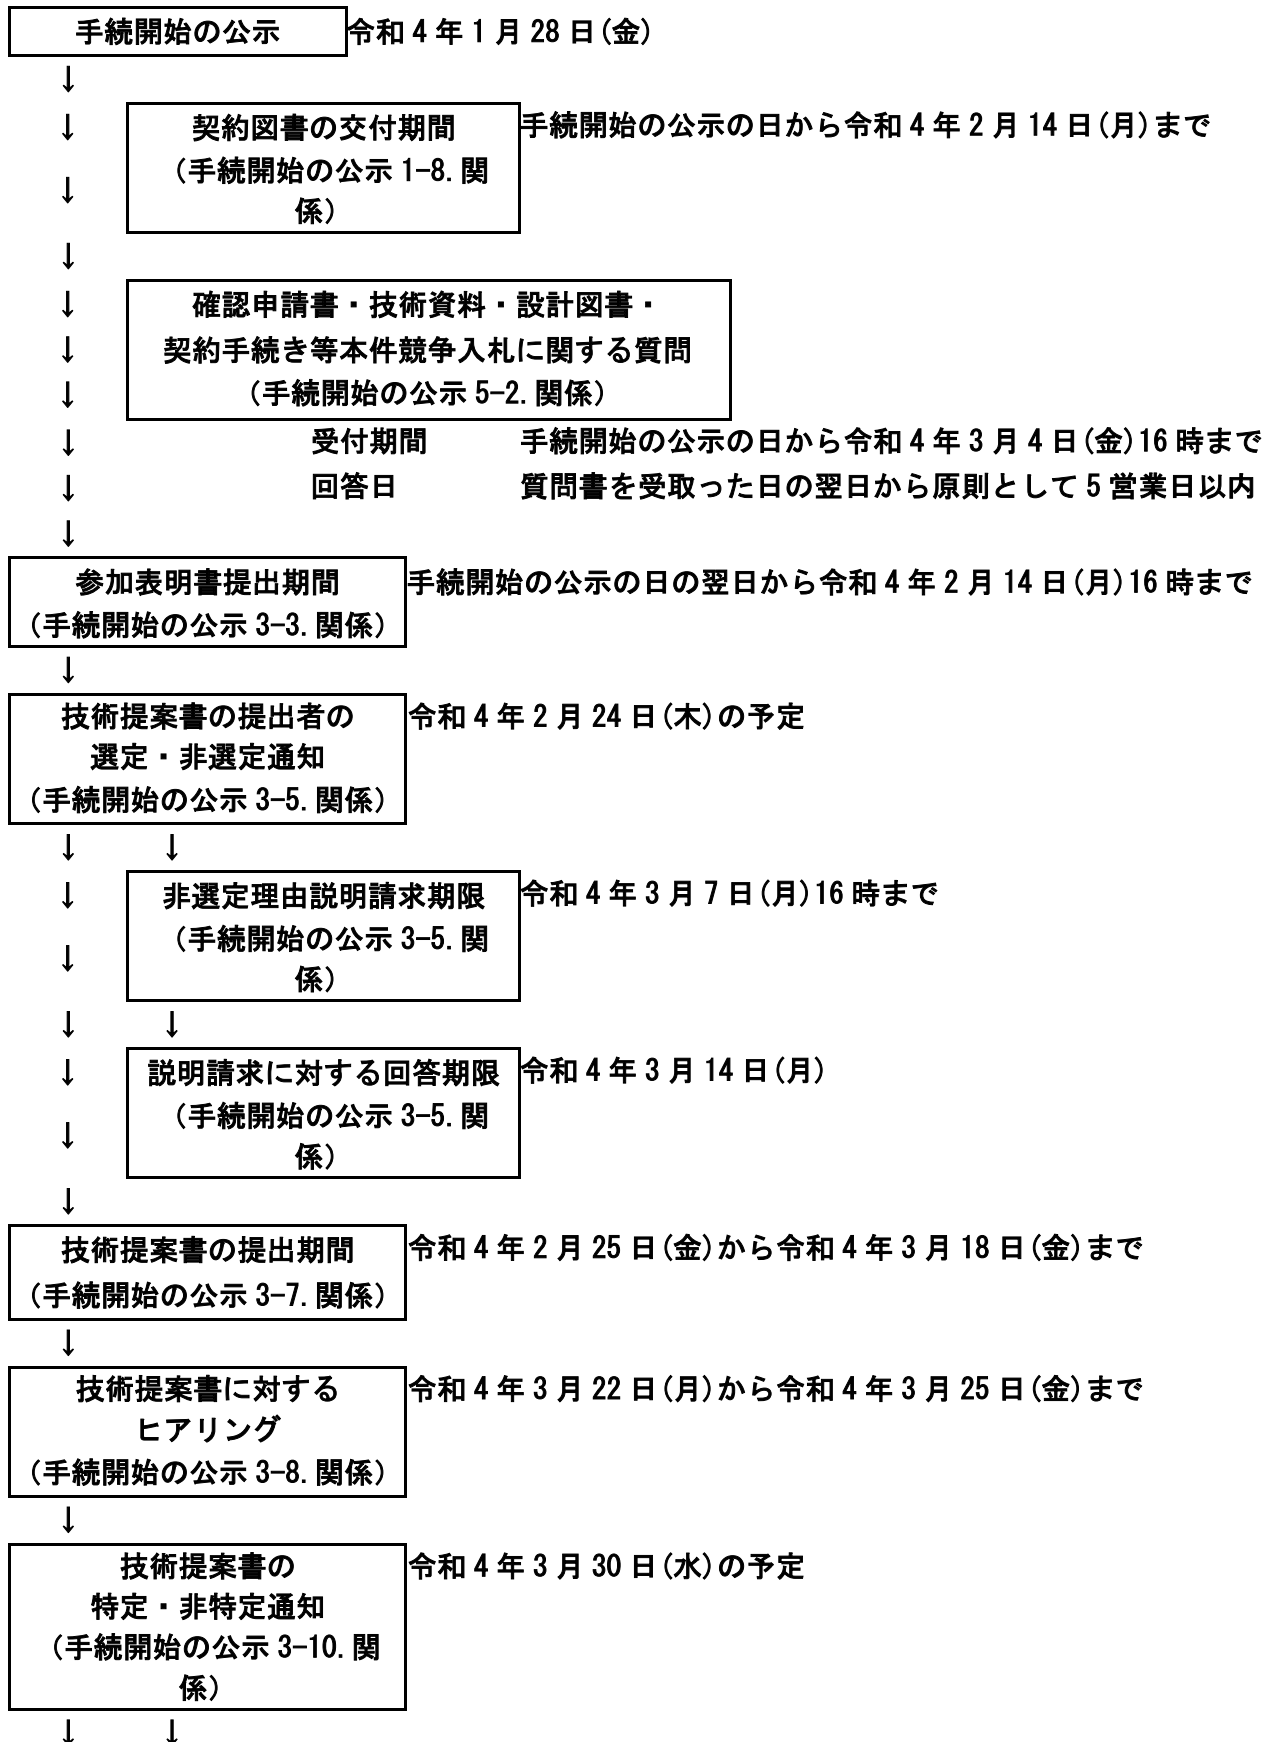 手続開始の公示 令和4年1月28日(金)
↓
↓ 契約図書の交付期間 手続開始の公示の日から令和4年2月14日(月)まで
(手続開始の公示1-8.関
↓
係)
↓
↓ 確認申請書・技術資料・設計図書・
↓ 契約手続き等本件競争入札に関する質問
↓ (手続開始の公示5-2.関係)
↓ 受付期間 手続開始の公示の日から令和4年3月4日(金)16時まで
↓ 回答日 質問書を受取った日の翌日から原則として5営業日以内
↓
参加表明書提出期間 手続開始の公示の日の翌日から令和4年2月14日(月)16時まで
(手続開始の公示3-3.関係)
↓
技術提案書の提出者の 令和4年2月24日(木)の予定
選定・非選定通知
(手続開始の公示3-5.関係)
↓ ↓
↓ 非選定理由説明請求期限 令和4年3月7日(月)16時まで
(手続開始の公示3-5.関
↓
係)
↓ ↓
↓ 説明請求に対する回答期限 令和4年3月14日(月)
(手続開始の公示3-5.関
↓
係)
↓
技術提案書の提出期間 令和4年2月25日(金)から令和4年3月18日(金)まで
(手続開始の公示3-7.関係)
↓
技術提案書に対する 令和4年3月22日(月)から令和4年3月25日(金)まで
ヒアリング
(手続開始の公示3-8.関係)
↓
技術提案書の 令和4年3月30日(水)の予定
特定・非特定通知
(手続開始の公示3-10.関
係)
↓ ↓